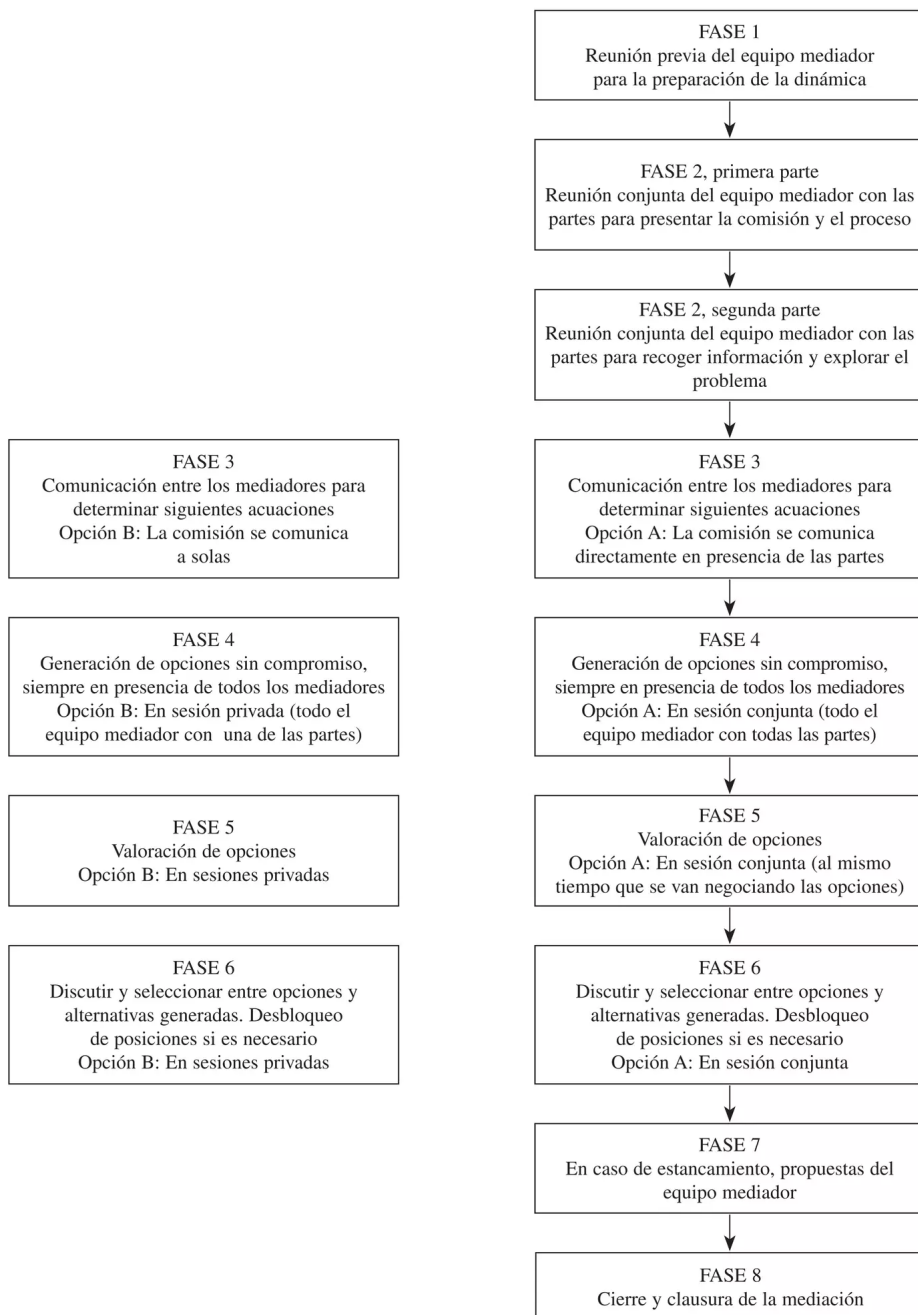 FASE 1
Reunión previa del equipo mediador
para la preparación de la dinámica
FASE 2, primera parte
Reunión conjunta del equipo mediador con las
partes para presentar la comisión y el proceso
FASE 2, segunda parte
Reunión conjunta del equipo mediador con las
partes para recoger información y explorar el
problema
FASE 3
Comunicación entre los mediadores para
determinar siguientes acuaciones
Opción B: La comisión se comunica
a solas
FASE 3
Comunicación entre los mediadores para
determinar siguientes actuaciones
Opción A: La comisión se comunica
directamente en presencia de las partes
FASE 4
Generación de opciones sin compromiso,
siempre en presencia de todos los mediadores
Opción B: En sesión privada (todo el
equipo mediador con una de las partes)
FASE 4
Generación de opciones sin compromiso,
siempre en presencia de todos los mediadores
Opción A: En sesión conjunta (todo el
equipo mediador con todas las partes)
FASE 5
Valoración de opciones
Opción B: En sesiones privadas
FASE 5
Valoración de opciones
Opción A: En sesión conjunta (al mismo
tiempo que se van negociando las opciones)
FASE 6
Discutir y seleccionar entre opciones y
alternativas generadas. Desbloqueo
de posiciones si es necesario
Opción B: En sesiones privadas
FASE 6
Discutir y seleccionar entre opciones y
alternativas generadas. Desbloqueo
de posiciones si es necesario
Opción A: En sesión conjunta
FASE 7
En caso de estancamiento, propuestas del
equipo mediador
FASE 8
Cierre y clausura de la mediación